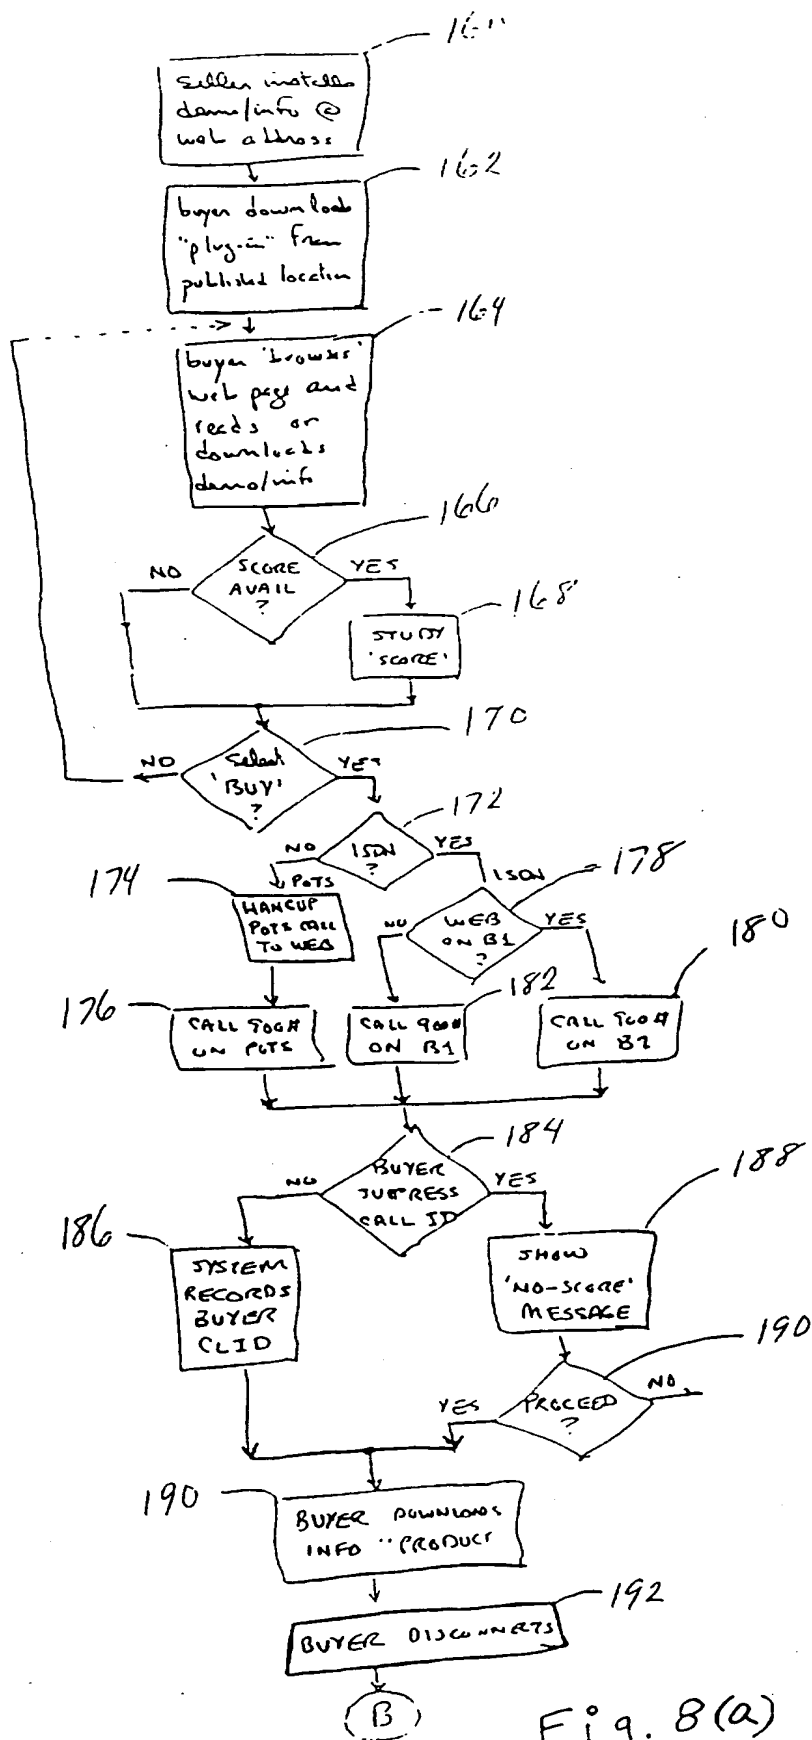 seller installs
demo/info @
web address
162
buyer downloads
"plug-in" from
published location
164
buyer 'browses'
web page and
reads or
downloads
demo/info
166
NO
SCORE
AVAIL
?
YES
168
STUDY
'SCORE'
170
NO
Select
'BUY'
?
YES
172
NO
ISDN
?
YES
174
POTS
HANGUP
POTS CALL
TO WEB
ISDN
178
NO
WEB
ON B1
?
YES
180
176
CALL 900#
ON POTS
182
CALL 900#
ON B1
CALL 900#
ON B2
184
NO
BUYER
SUPRESS
CALL ID
YES
188
186
SYSTEM
RECORDS
BUYER
CLID
SHOW
'NO-SCORE'
MESSAGE
190
YES
PROCEED
?
NO
190
BUYER DOWNLOADS
INFO "PRODUCT
192
BUYER DISCONNECTS
B
Fig. 8(a)